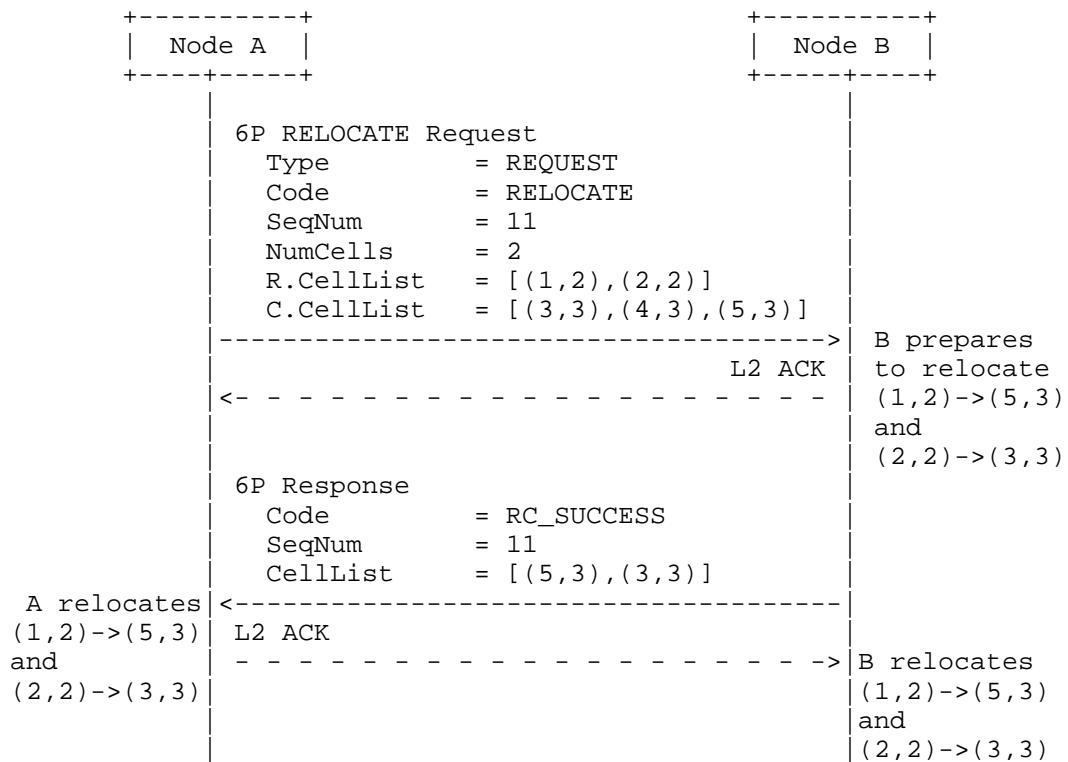 Node A
Node B
6P RELOCATE Request
Type = REQUEST
Code = RELOCATE
SeqNum = 11
NumCells = 2
R.CellList = [(1,2),(2,2)]
C.CellList = [(3,3),(4,3),(5,3)]
B prepares
L2 ACK
to relocate
(1,2)->(5,3)
and
(2,2)->(3,3)
6P Response
Code = RC_SUCCESS
SeqNum = 11
CellList = [(5,3),(3,3)]
A relocates
(1,2)->(5,3)
and
(2,2)->(3,3)
L2 ACK
B relocates
(1,2)->(5,3)
and
(2,2)->(3,3)